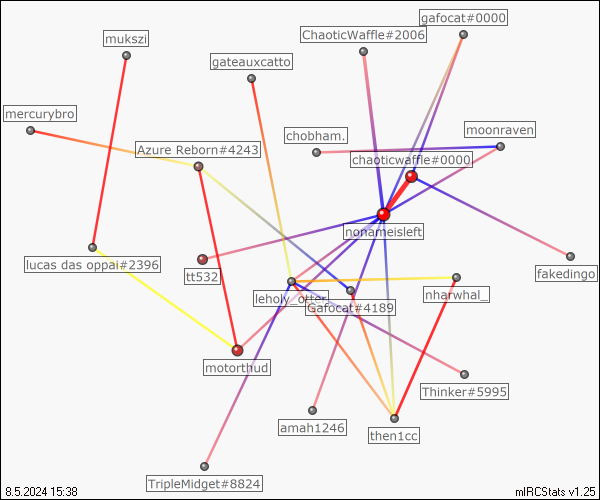 gafocat#0000
ChaoticWaffle#2006
mukszi
gateauxcatto
mercurybro
moonraven
chobham.
Azure Reborn#4243
chaoticwaffle#0000
nonameisleft
lucas das oppai#2396
tt532
fakedingo
nharwhal_
leholy_otter
Gafocat#4189
motorthud
Thinker#5995
amah1246
then1cc
TripleMidget#8824
8.5.2024 15:38
mIRCStats v1.25